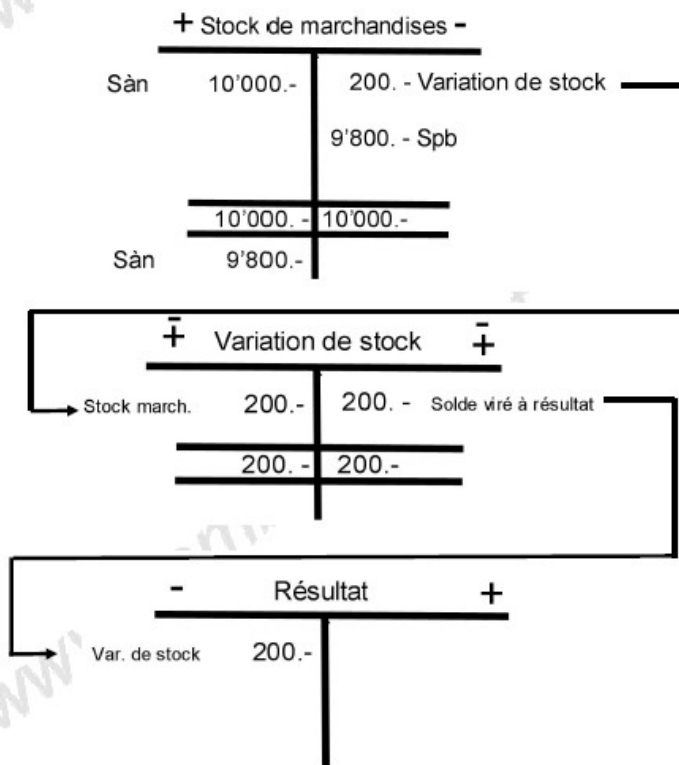 + Stock de marchandises -
Sàn 10'000.- 200. - Variation de stock
9'800. - Spb
10'000. - 10'000.-
Sàn 9'800.-
-
+ Variation de stock -
+
Stock march. 200.- 200. - Solde viré à résultat
200. - 200.-
- Résultat +
Var. de stock 200.-